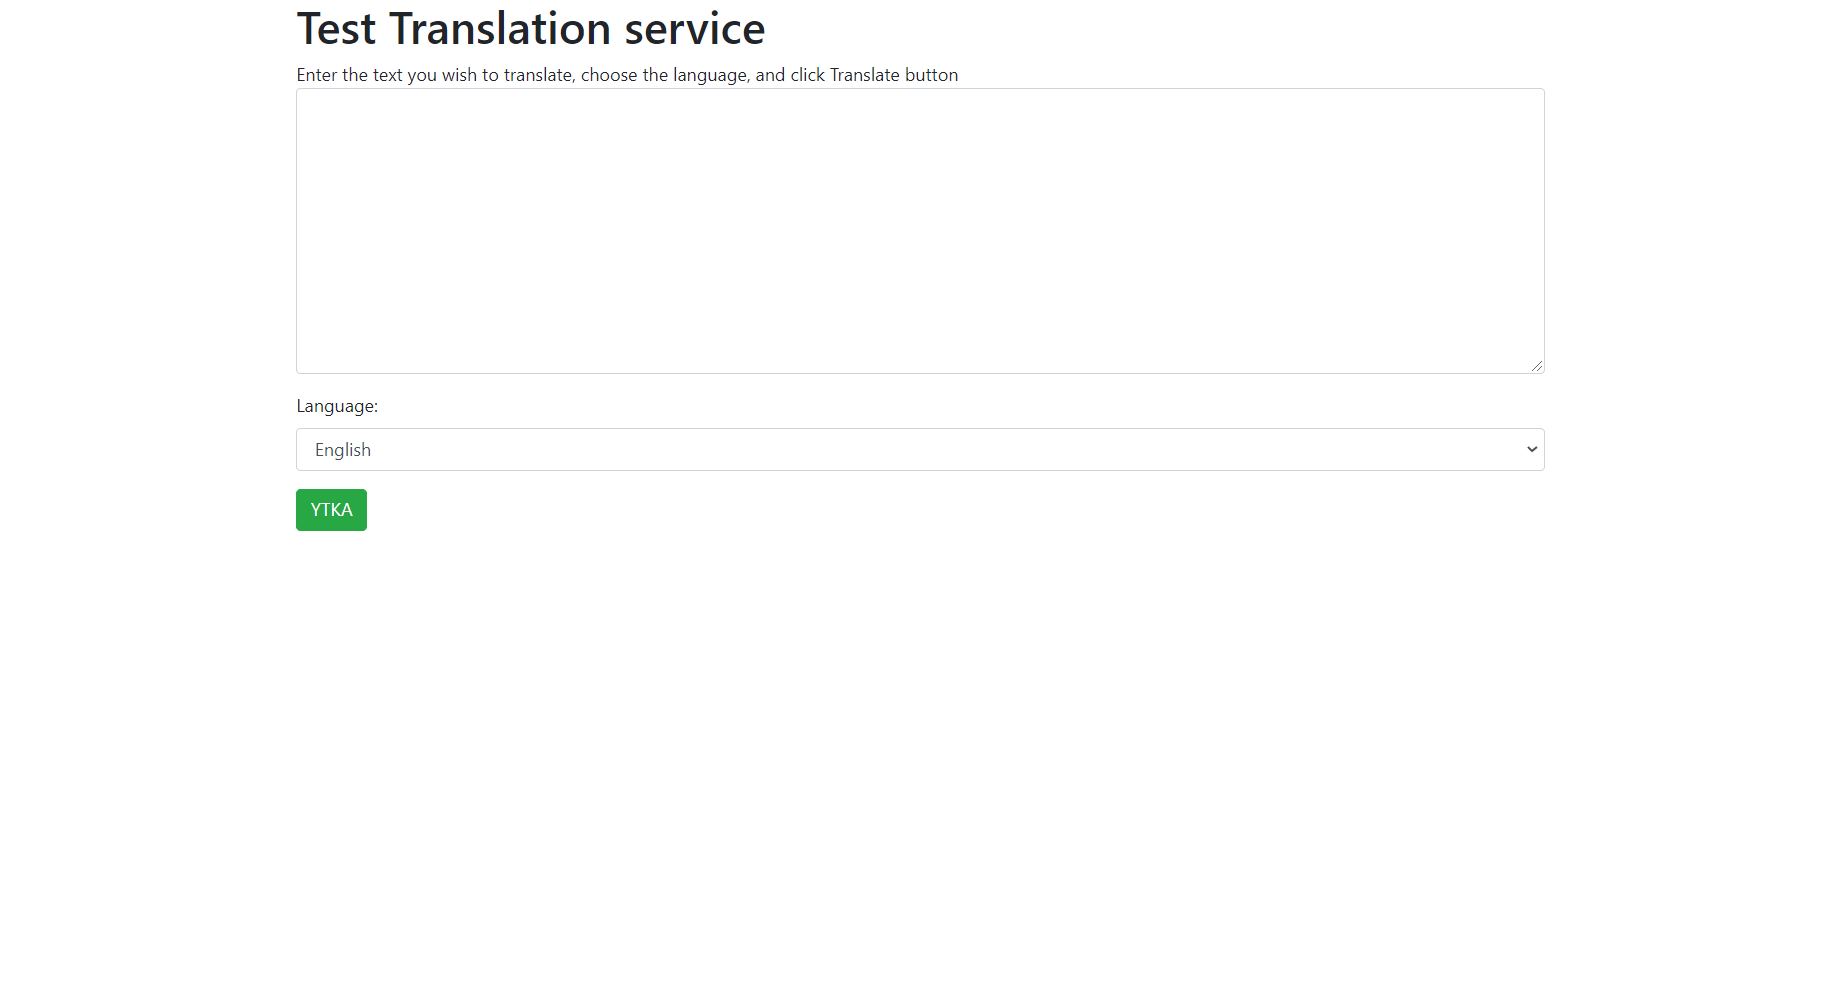 Test Translation service
Enter the text you wish to translate, choose the language, and click Translate button
Language:
English
YTKA